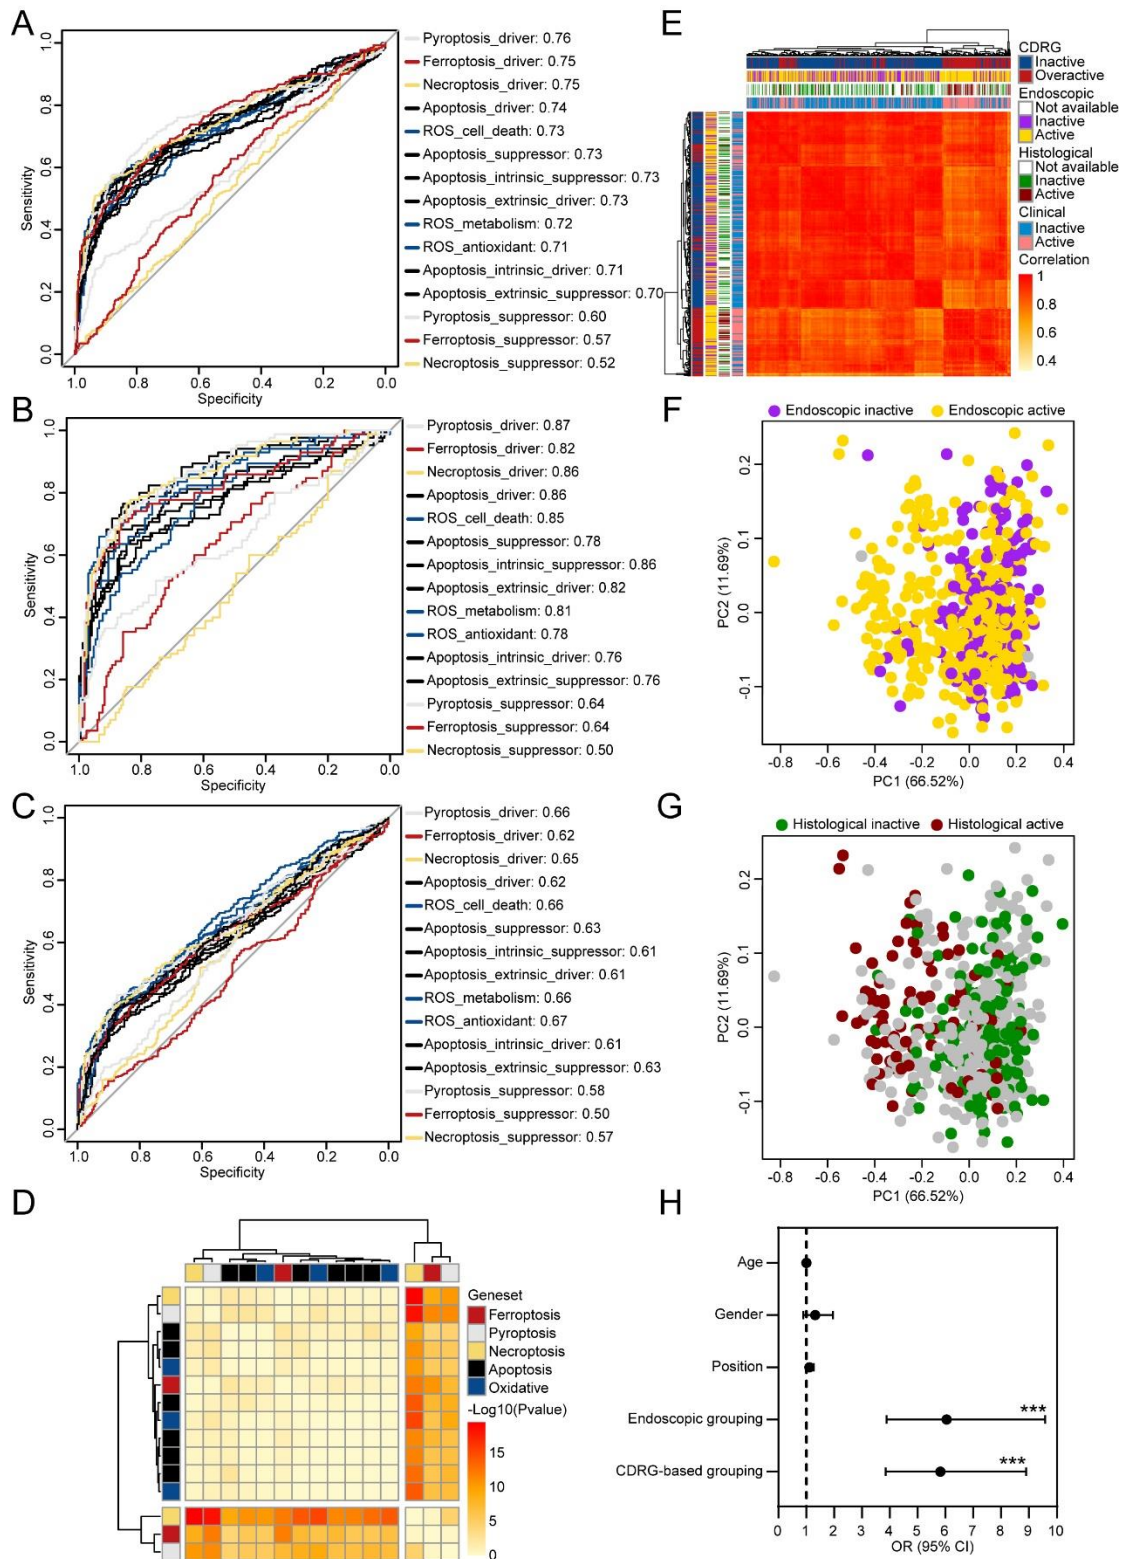 A
1.0
0.8
0.6
0.4
0.2
0.0
Sensitivity
1.0
0.8
0.6
0.4
0.2
0.0
Specificity
Pyroptosis_driver: 0.76
Ferroptosis_driver: 0.75
Necroptosis_driver: 0.75
Apoptosis_driver: 0.74
ROS_cell_death: 0.73
Apoptosis_suppressor: 0.73
Apoptosis_intrinsic_suppressor: 0.73
Apoptosis_extrinsic_driver: 0.73
ROS_metabolism: 0.72
ROS_antioxidant: 0.71
Apoptosis_intrinsic_driver: 0.71
Apoptosis_extrinsic_suppressor: 0.70
Pyroptosis_suppressor: 0.60
Ferroptosis_suppressor: 0.57
Necroptosis_suppressor: 0.52
B
1.0
0.8
0.6
0.4
0.2
0.0
Sensitivity
1.0
0.8
0.6
0.4
0.2
0.0
Specificity
Pyroptosis_driver: 0.87
Ferroptosis_driver: 0.82
Necroptosis_driver: 0.86
Apoptosis_driver: 0.86
ROS_cell_death: 0.85
Apoptosis_suppressor: 0.78
Apoptosis_intrinsic_suppressor: 0.86
Apoptosis_extrinsic_driver: 0.82
ROS_metabolism: 0.81
ROS_antioxidant: 0.78
Apoptosis_intrinsic_driver: 0.76
Apoptosis_extrinsic_suppressor: 0.76
Pyroptosis_suppressor: 0.64
Ferroptosis_suppressor: 0.64
Necroptosis_suppressor: 0.50
C
1.0
0.8
0.6
0.4
0.2
0.0
Sensitivity
1.0
0.8
0.6
0.4
0.2
0.0
Specificity
Pyroptosis_driver: 0.66
Ferroptosis_driver: 0.62
Necroptosis_driver: 0.65
Apoptosis_driver: 0.62
ROS_cell_death: 0.66
Apoptosis_suppressor: 0.63
Apoptosis_intrinsic_suppressor: 0.61
Apoptosis_extrinsic_driver: 0.61
ROS_metabolism: 0.66
ROS_antioxidant: 0.67
Apoptosis_intrinsic_driver: 0.61
Apoptosis_extrinsic_suppressor: 0.63
Pyroptosis_suppressor: 0.58
Ferroptosis_suppressor: 0.50
Necroptosis_suppressor: 0.57
D
Geneset
Ferroptosis
Pyroptosis
Necroptosis
Apoptosis
Oxidative
-Log10(Pvalue)
15
10
5
0
E
CDRG
Inactive
Overactive
Endoscopic
Not available
Inactive
Active
Histological
Not available
Inactive
Active
Clinical
Inactive
Active
Correlation
1
0.8
0.6
0.4
F
Endoscopic inactive
Endoscopic active
0.2
0.1
0.0
-0.1
PC2 (11.69%)
-0.8
-0.6
-0.4
-0.2
0.0
0.2
0.4
PC1 (66.52%)
G
Histological inactive
Histological active
0.2
0.1
0.0
-0.1
PC2 (11.69%)
-0.8
-0.6
-0.4
-0.2
0.0
0.2
0.4
PC1 (66.52%)
H
Age
Gender
Position
Endoscopic grouping
***
CDRG-based grouping
***
0 1 2 3 4 5 6 7 8 9 10
OR (95% CI)